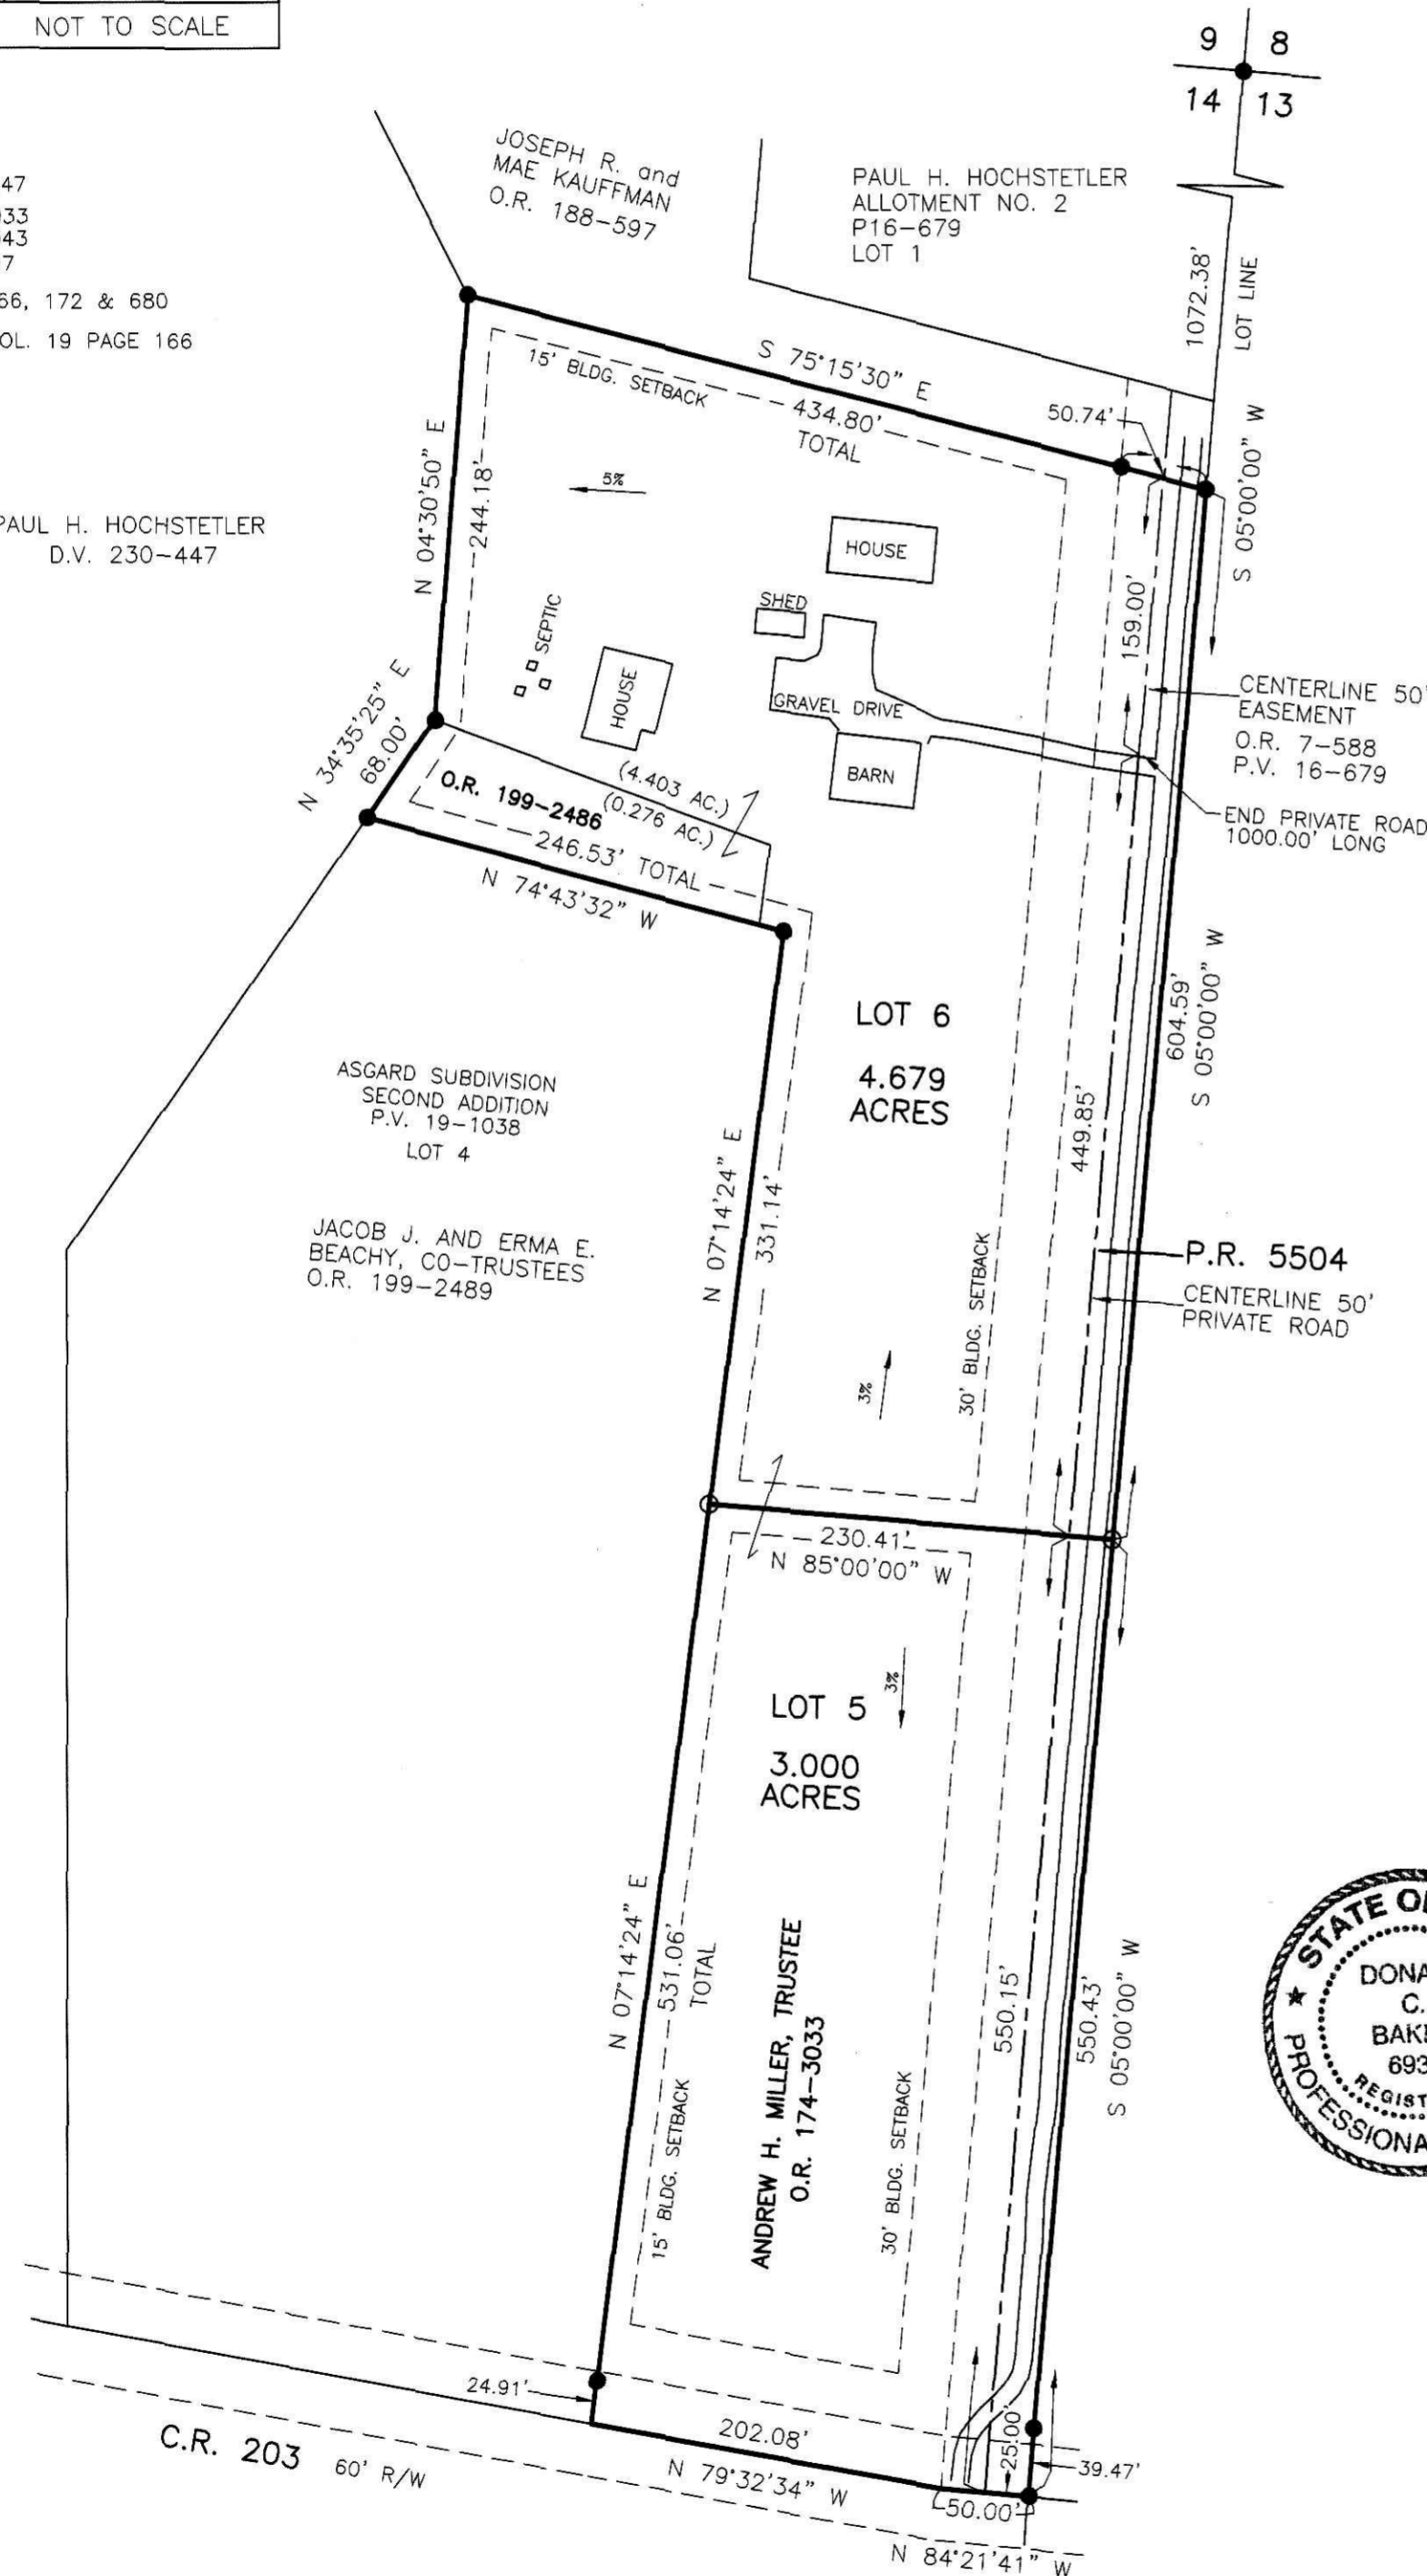 NOT TO SCALE
9 8
14 13
47
33
43
7
66, 172 & 680
OL. 19 PAGE 166
JOSEPH R. and
MAE KAUFFMAN
O.R. 188-597
PAUL H. HOCHSTETLER
ALLOTMENT NO. 2
P16-679
LOT 1
1072.38'
LOT LINE
S 75°15'30" E
434.80'
TOTAL
15' BLDG. SETBACK
50.74'
S 05°00'00" W
N 04°30'50" E
244.18'
5%
PAUL H. HOCHSTETLER
D.V. 230-447
HOUSE
SHED
SEPTIC
HOUSE
GRAVEL DRIVE
BARN
159.00'
CENTERLINE 50'
EASEMENT
O.R. 7-588
P.V. 16-679
END PRIVATE ROAD
1000.00' LONG
N 34°35'25" E
68.00'
(4.403 AC.)
(0.276 AC.)
O.R. 199-2486
246.53' TOTAL
N 74°43'32" W
LOT 6
4.679
ACRES
604.59'
S 05°00'00" W
449.85'
ASGARD SUBDIVISION
SECOND ADDITION
P.V. 19-1038
LOT 4
JACOB J. AND ERMA E.
BEACHY, CO-TRUSTEES
O.R. 199-2489
N 07°14'24" E
331.14'
30' BLDG. SETBACK
P.R. 5504
CENTERLINE 50'
PRIVATE ROAD
3%
230.41'
N 85°00'00" W
LOT 5
3%
3.000
ACRES
N 07°14'24" E
531.06'
TOTAL
15' BLDG. SETBACK
ANDREW H. MILLER, TRUSTEE
O.R. 174-3033
30' BLDG. SETBACK
550.15'
550.43'
S 05°00'00" W
STATE O
DONA
C.
BAK
693
REGIST
PROFESSIONA
24.91'
202.08'
N 79°32'34" W
25.00'
39.47'
50.00'
N 84°21'41" W
C.R. 203 60' R/W